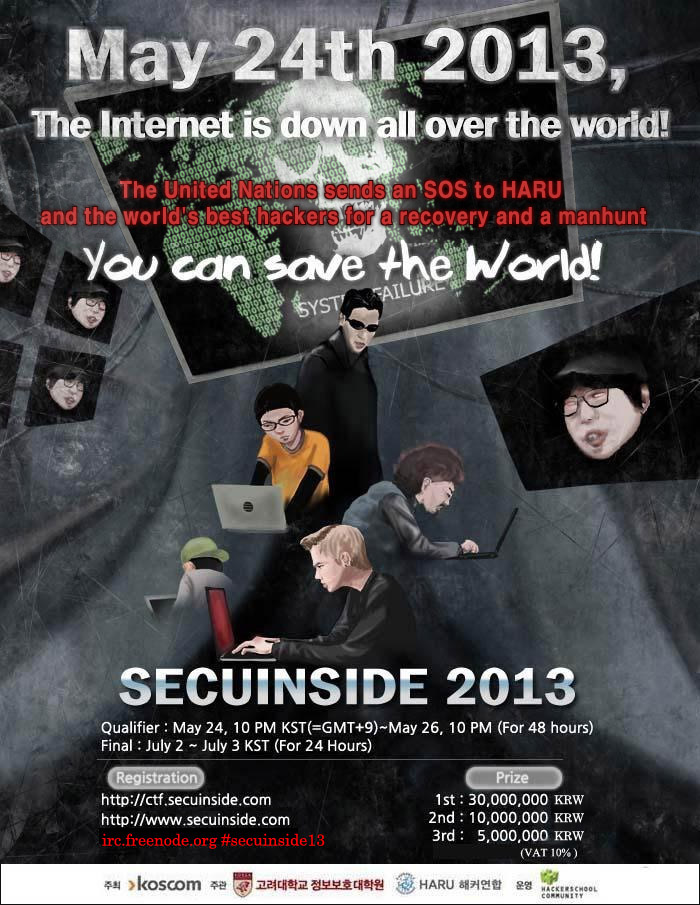 May 24th 2013,
The Internet is down all over the world!
The United Nations sends an SOS to HARU
and the world's best hackers for a recovery and a manhunt
You can save the World!
SYSTEM FAILURE
SECUINSIDE 2013
Qualifier : May 24, 10 PM KST(=GMT+9)~May 26, 10 PM (For 48 hours)
Final : July 2 ~ July 3 KST (For 24 Hours)
Registration
http://ctf.secuinside.com
http://www.secuinside.com
irc.freenode.org #secuinside13
Prize
1st : 30,000,000 KRW
2nd : 10,000,000 KRW
3rd : 5,000,000 KRW
(VAT 10% )
주최 koscom 주관 고려대학교 정보보호대학원 HARU 해커연합 운영 HACKERSCHOOL
COMMUNITY